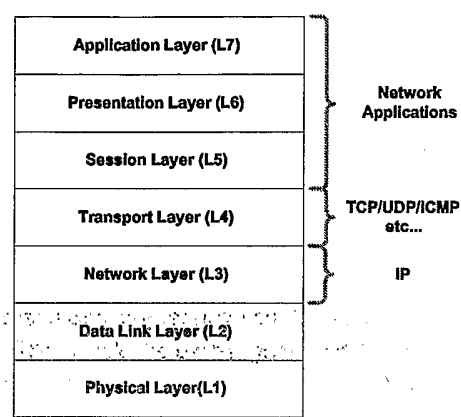 Application Layer (L7)
Presentation Layer (L6)
Session Layer (L5)
Transport Layer (L4)
Network Layer (L3)
Data Link Layer (L2)
Physical Layer(L1)
Network
Applications
TCP/UDP/ICMP
etc...
IP